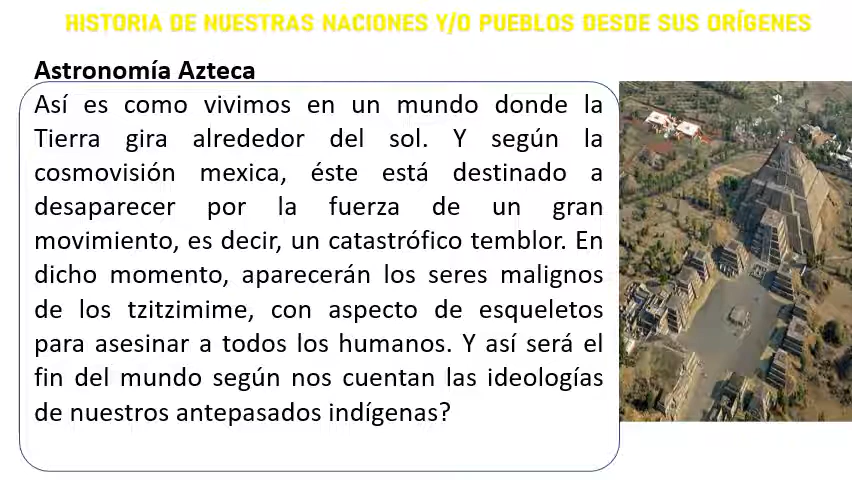 HISTORIA DE NUESTRAS NACIONES Y/O PUEBLOS DESDE SUS ORÍGENES
Astronomía Azteca
Así es como vivimos en un mundo donde la
Tierra gira alrededor del sol. Y según la
cosmovisión mexica, éste está destinado a
desaparecer por la fuerza de un gran
movimiento, es decir, un catastrófico temblor. En
dicho momento, aparecerán los seres malignos
de los tzitzimime, con aspecto de esqueletos
para asesinar a todos los humanos. Y así será el
fin del mundo según nos cuentan las ideologías
de nuestros antepasados indígenas?